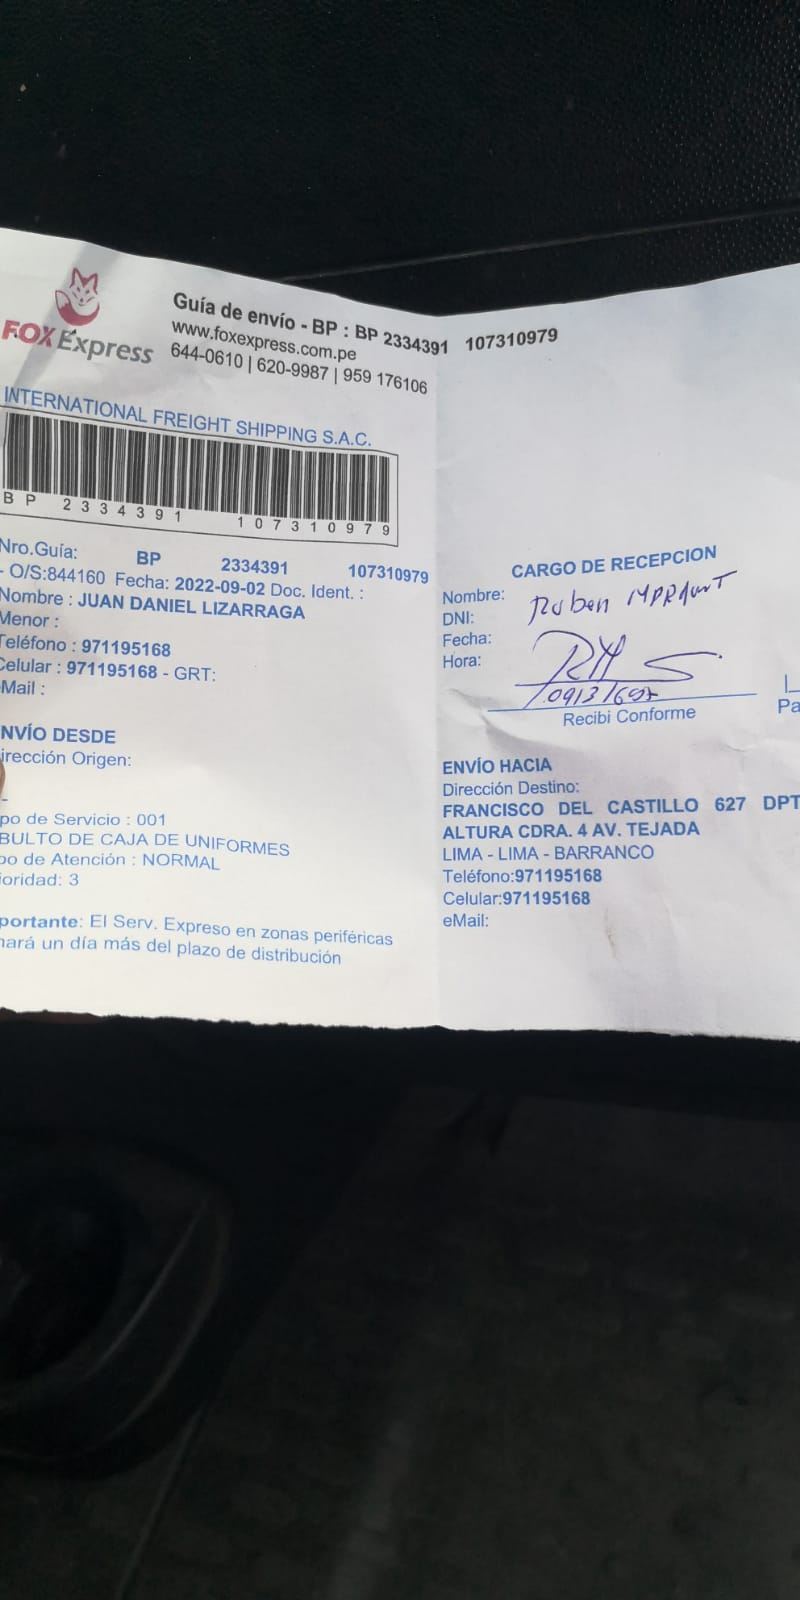 FOXExpress
Guía de envío - BP : BP 2334391 107310979
www.foxexpress.com.pe
644-0610 | 620-9987 | 959 176106
INTERNATIONAL FREIGHT SHIPPING S.A.C.
BP 2334391 107310979
Nro.Guía: BP 2334391 107310979
- O/S:844160 Fecha: 2022-09-02 Doc. Ident. :
Nombre : JUAN DANIEL LIZARRAGA
Menor :
eléfono : 971195168
Celular : 971195168 - GRT:
Mail :
NVÍO DESDE
irección Origen:
-
po de Servicio : 001
BULTO DE CAJA DE UNIFORMES
po de Atención : NORMAL
ioridad: 3
portante: El Serv. Expreso en zonas periféricas
nará un día más del plazo de distribución
CARGO DE RECEPCION
Nombre: Ruben
DNI:
Fecha:
Hora:
Recibi Conforme
Pa
ENVÍO HACIA
Dirección Destino:
FRANCISCO DEL CASTILLO 627 DPT
ALTURA CDRA. 4 AV. TEJADA
LIMA - LIMA - BARRANCO
Teléfono:971195168
Celular:971195168
eMail: